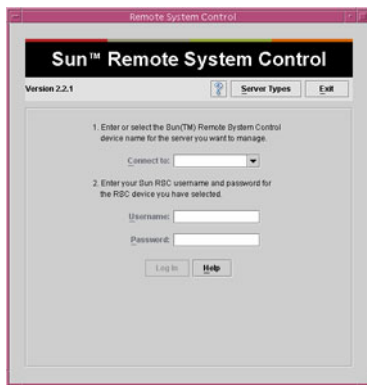 Remote System Control
Sun™ Remote System Control
Version 2.2.1
Server Types
Exit
1. Enter or select the Sun(TM) Remote System Control
device name for the server you want to manage.
Connect to:
2. Enter your Sun RSC username and password for
the RSC device you have selected.
Username:
Password:
Log In
Help